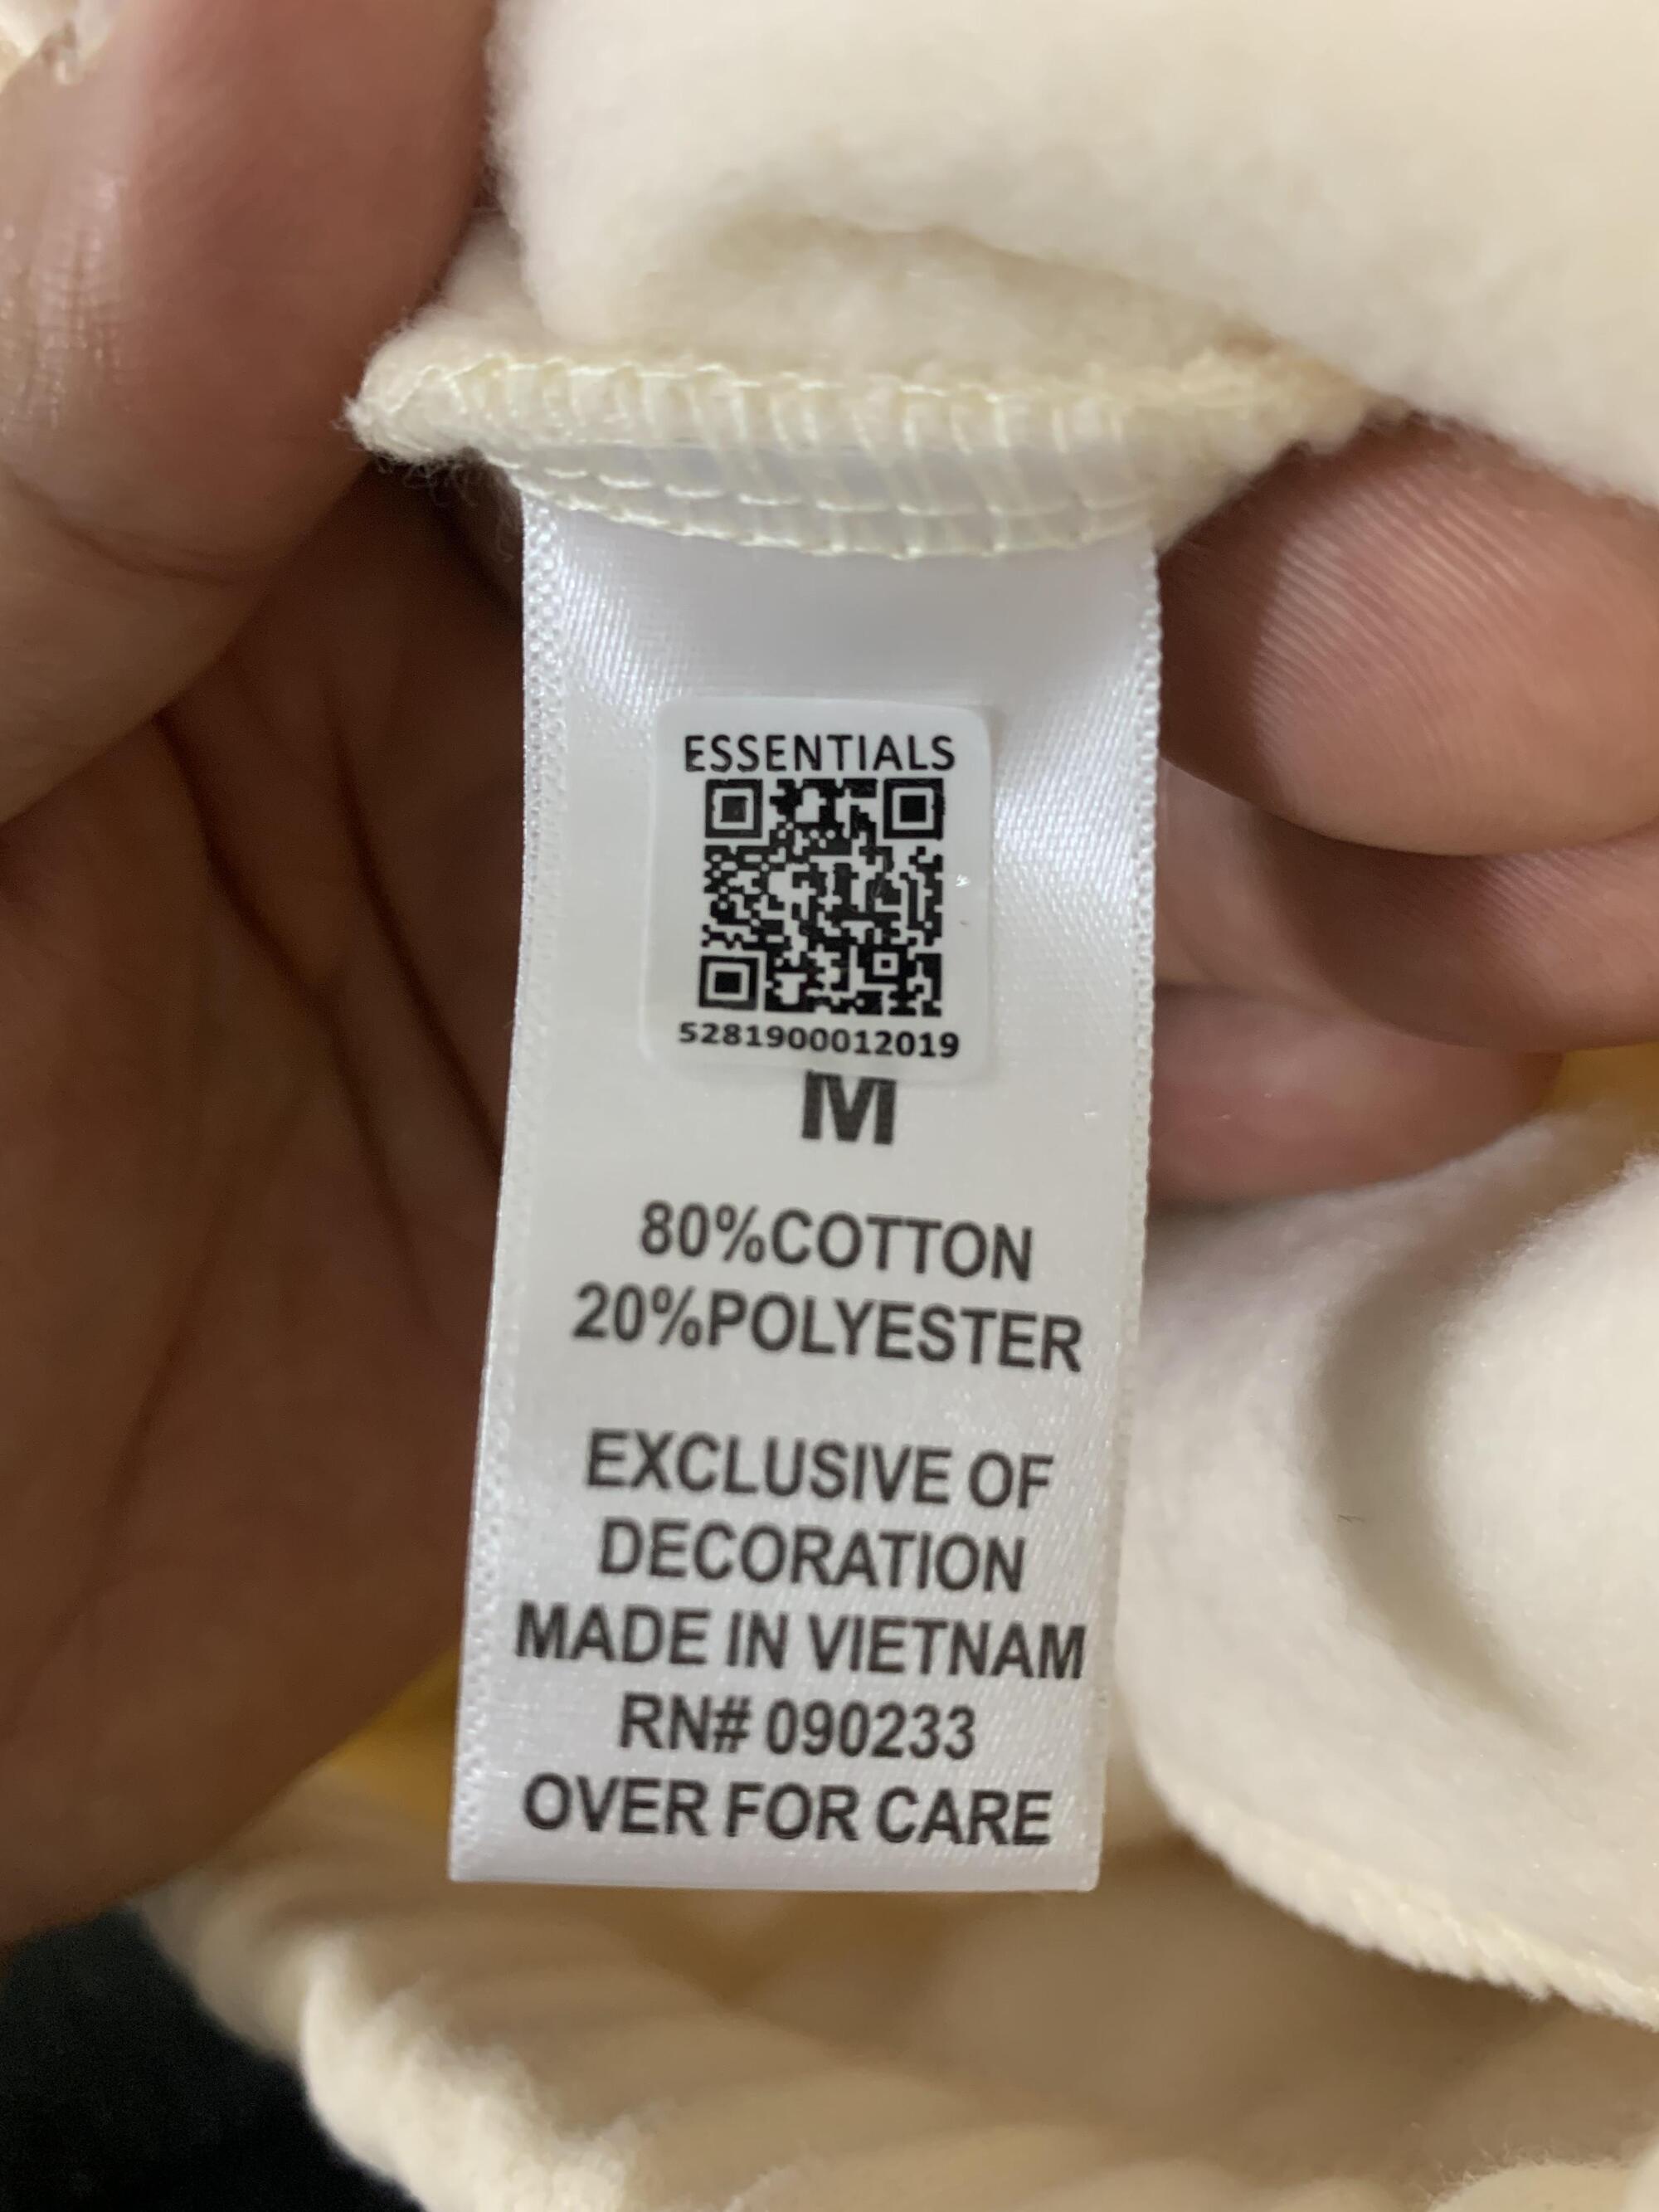 ESSENTIALS
5281900012019
M
80%COTTON
20%POLYESTER
EXCLUSIVE OF
DECORATION
MADE IN VIETNAM
RN# 090233
OVER FOR CARE